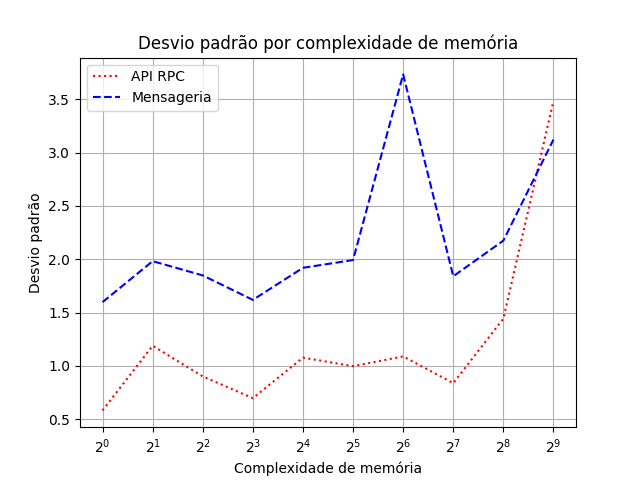 Desvio padrão por complexidade de memória
API RPC
Mensageria
Desvio padrão
3.5
3.0
2.5
2.0
1.5
1.0
0.5
2⁰ 2¹ 2² 2³ 2⁴ 2⁵ 2⁶ 2⁷ 2⁸ 2⁹
Complexidade de memória